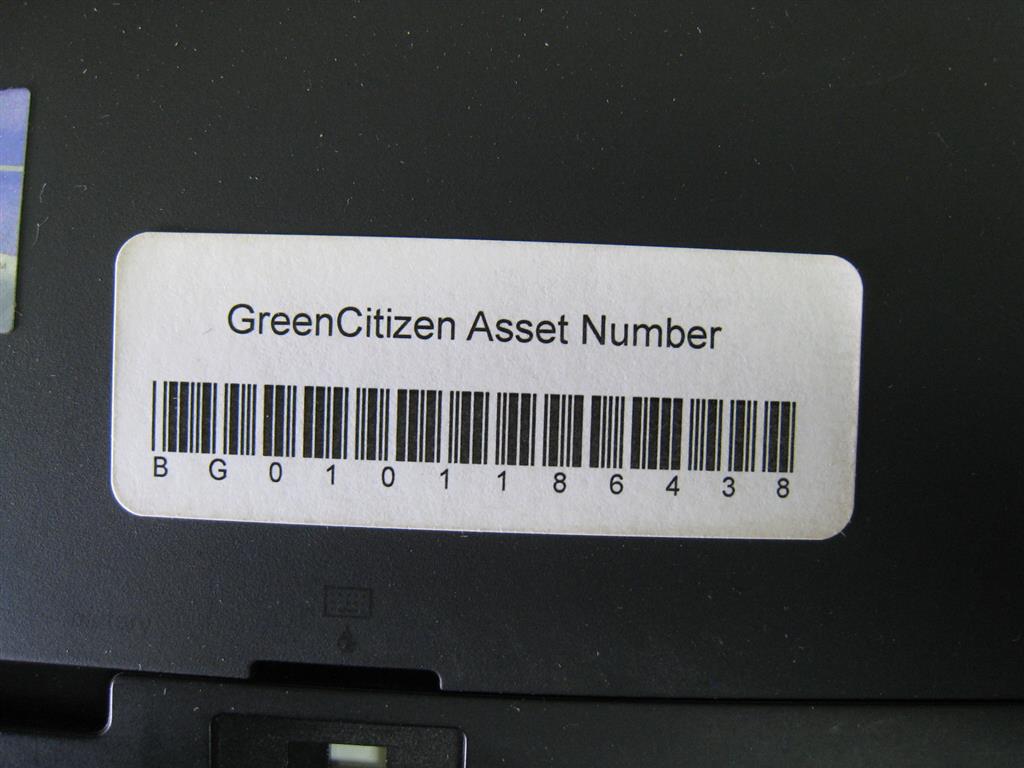 GreenCitizen Asset Number
B G 0 1 0 1 1 8 6 4 3 8